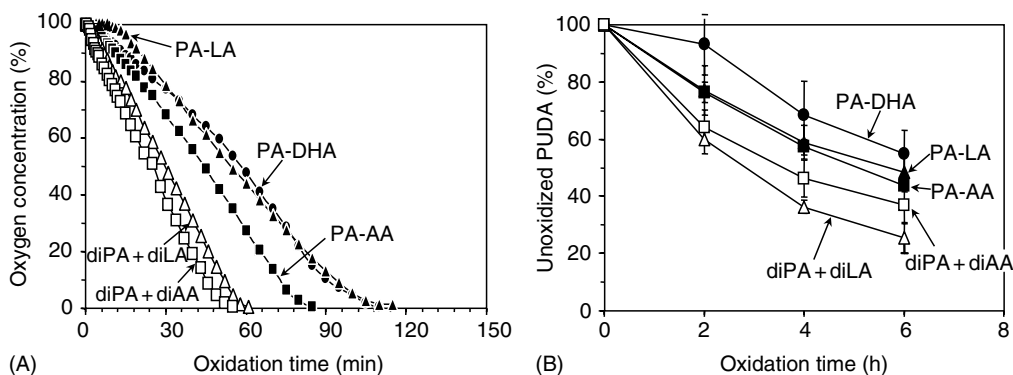 100
80
60
40
20
0
Oxygen concentration (%)
PA-LA
PA-DHA
PA-AA
diPA+diLA
diPA+diAA
0 30 60 90 120 150
(A) Oxidation time (min)
100
80
60
40
20
0
Unoxidized PUDA (%)
PA-DHA
PA-LA
PA-AA
diPA+diLA
diPA+diAA
0 2 4 6 8
(B) Oxidation time (h)